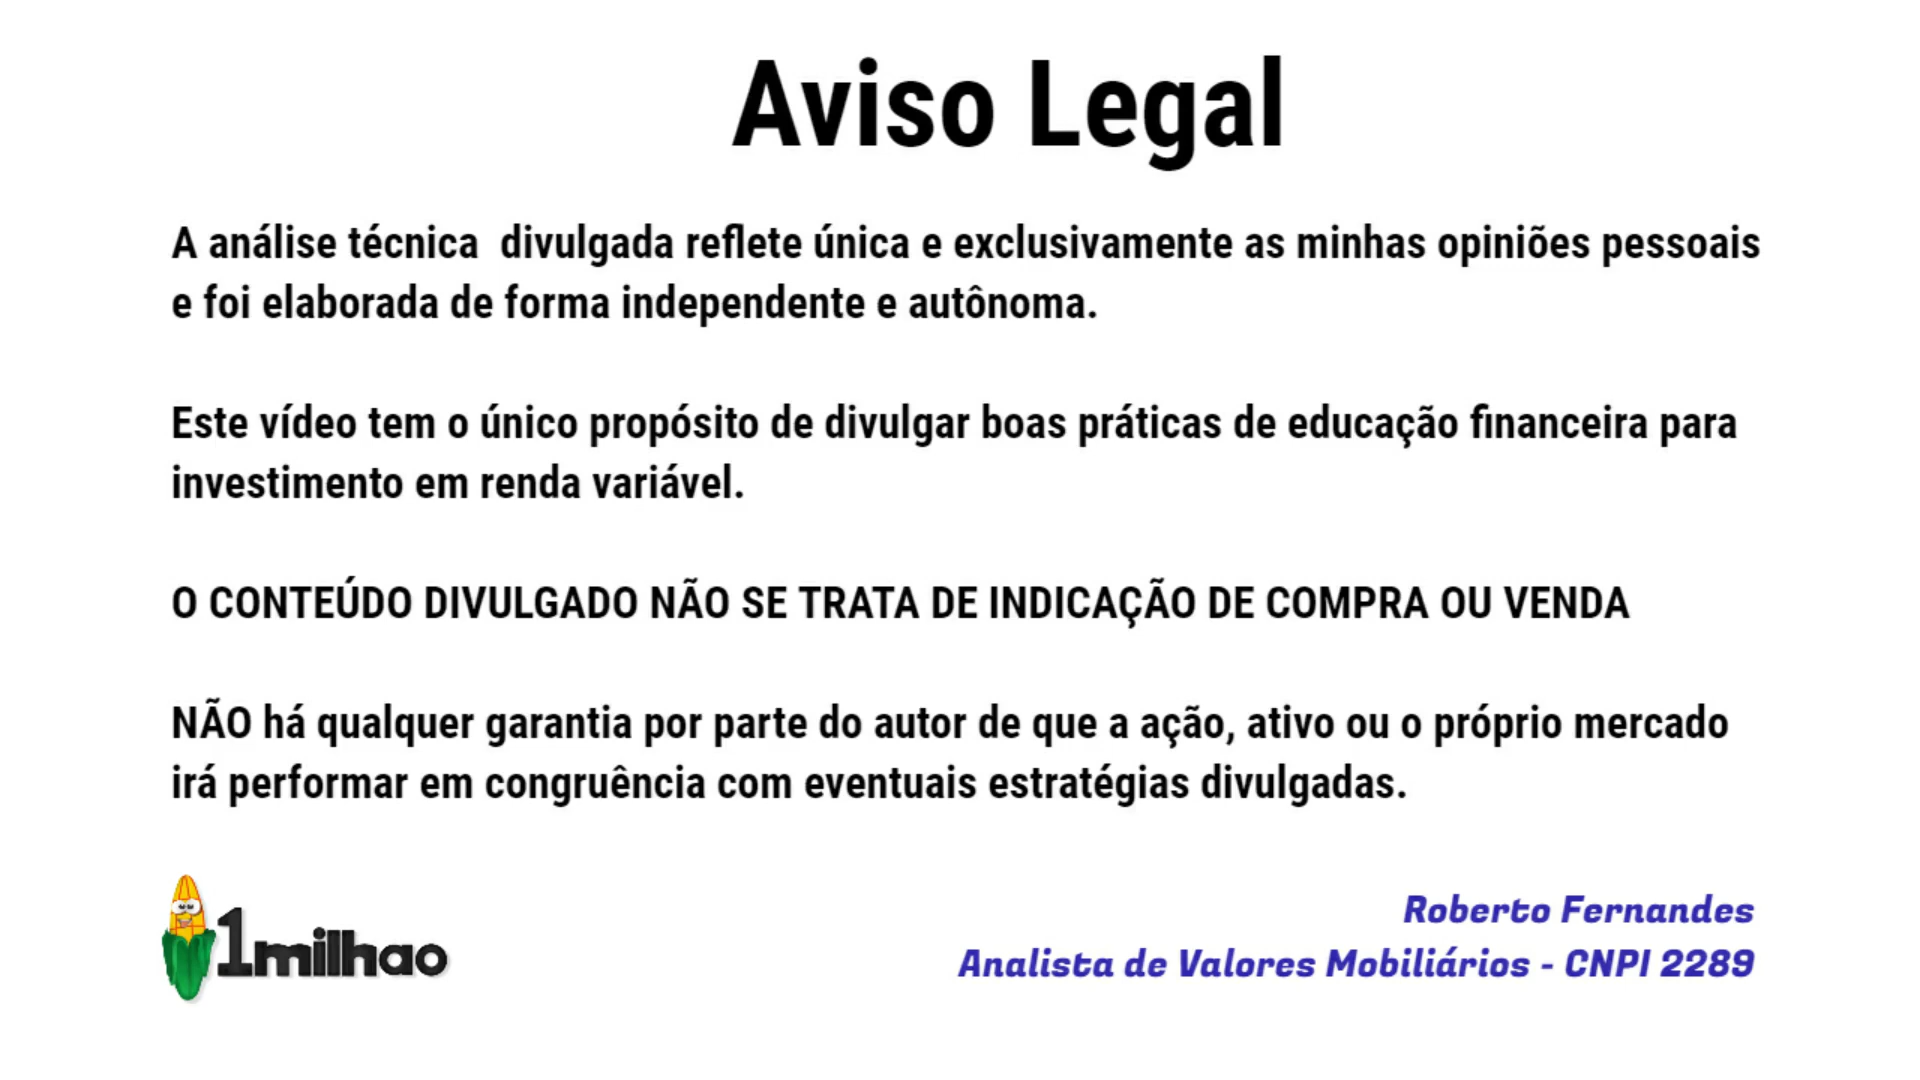 Aviso Legal
A análise técnica divulgada reflete única e exclusivamente as minhas opiniões pessoais
e foi elaborada de forma independente e autônoma.
Este vídeo tem o único propósito de divulgar boas práticas de educação financeira para
investimento em renda variável.
O CONTEÚDO DIVULGADO NÃO SE TRATA DE INDICAÇÃO DE COMPRA OU VENDA
NÃO há qualquer garantia por parte do autor de que a ação, ativo ou o próprio mercado
irá performar em congruência com eventuais estratégias divulgadas.
1milhao
Roberto Fernandes
Analista de Valores Mobiliários - CNPI 2289